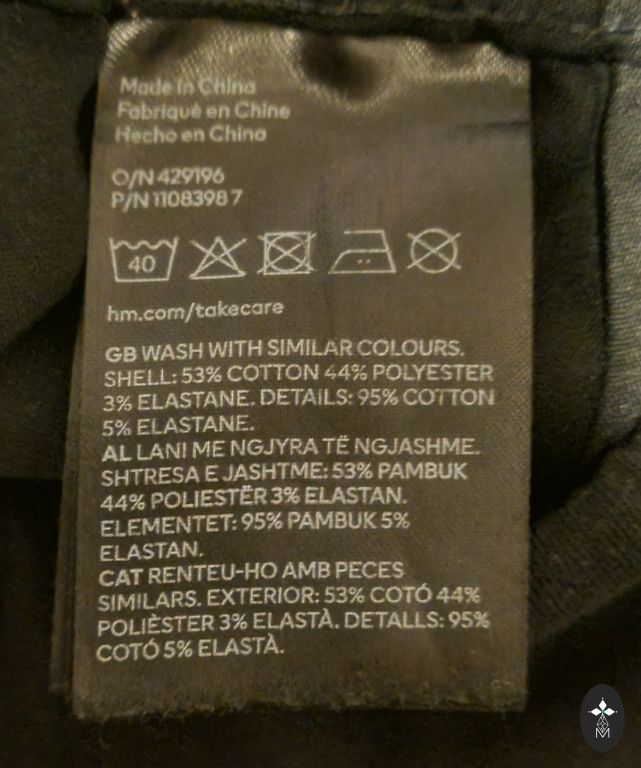 Made in China
Fabriqué en Chine
Hecho en China
O/N 429196
P/N 11083987
40
hm.com/takecare
GB WASH WITH SIMILAR COLOURS.
SHELL: 53% COTTON 44% POLYESTER
3% ELASTANE. DETAILS: 95% COTTON
5% ELASTANE.
AL LANI ME NGJYRA TË NGJASHME.
SHTRESA E JASHTME: 53% PAMBUK
44% POLIESTËR 3% ELASTAN.
ELEMENTET: 95% PAMBUK 5%
ELASTAN.
CAT RENTEU-HO AMB PECES
SIMILARS. EXTERIOR: 53% COTÓ 44%
POLIÈSTER 3% ELASTÀ. DETALLS: 95%
COTÓ 5% ELASTÀ.